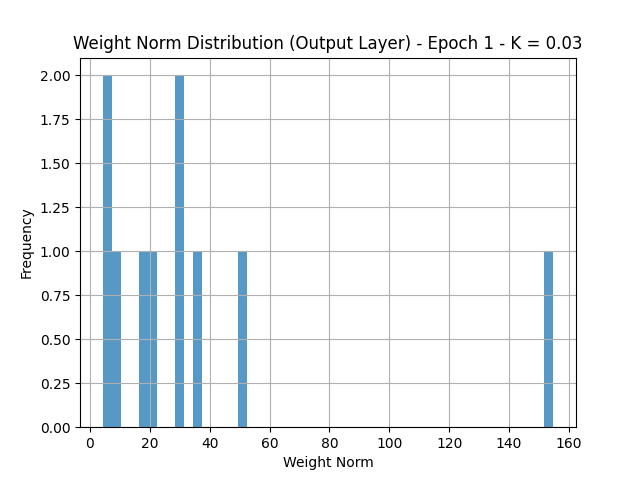 Weight Norm Distribution (Output Layer) - Epoch 1 - K = 0.03
2.00
1.75
1.50
1.25
1.00
0.75
0.50
0.25
0.00
Frequency
0 20 40 60 80 100 120 140 160
Weight Norm